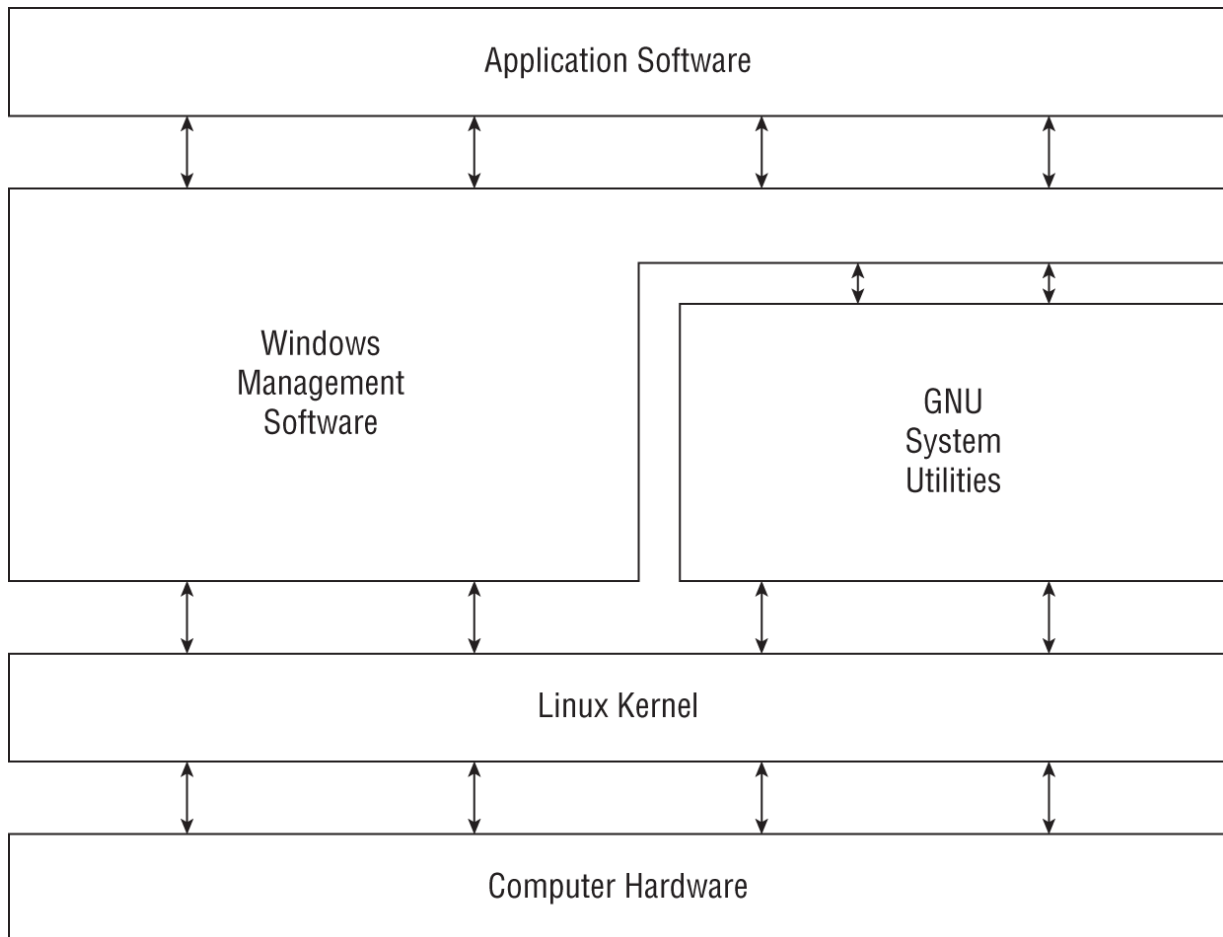 Application Software
Windows
Management
Software
GNU
System
Utilities
Linux Kernel
Computer Hardware